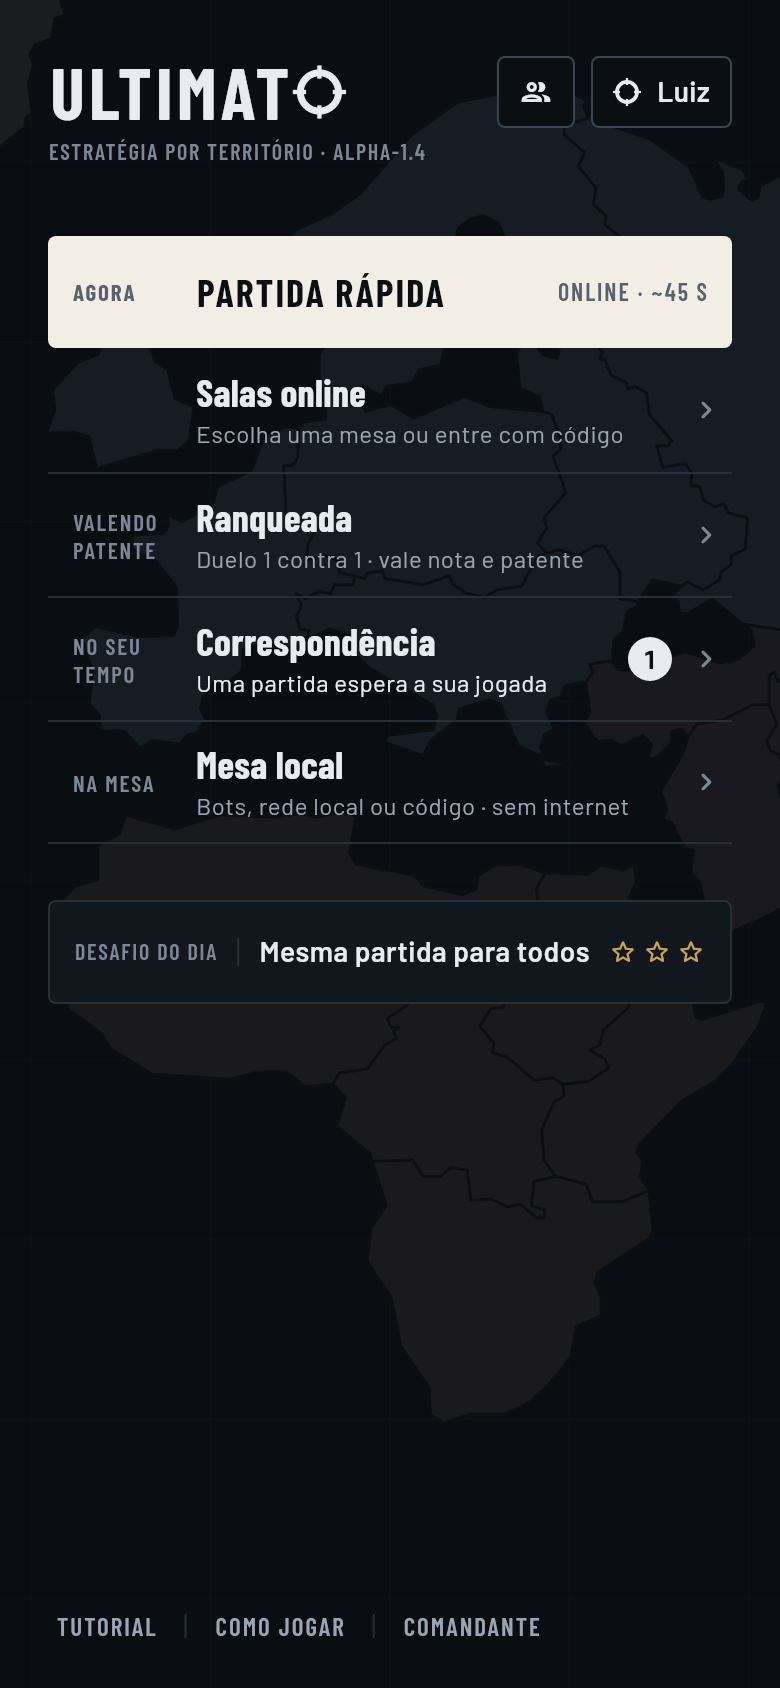 ULTIMATO
Luiz
ESTRATÉGIA POR TERRITÓRIO · ALPHA-1.4
AGORA
PARTIDA RÁPIDA
ONLINE · ~45 S
Salas online
Escolha uma mesa ou entre com código
VALENDO
PATENTE
Ranqueada
Duelo 1 contra 1 · vale nota e patente
NO SEU
TEMPO
Correspondência
Uma partida espera a sua jogada
1
NA MESA
Mesa local
Bots, rede local ou código · sem internet
DESAFIO DO DIA
Mesma partida para todos
TUTORIAL
COMO JOGAR
COMANDANTE